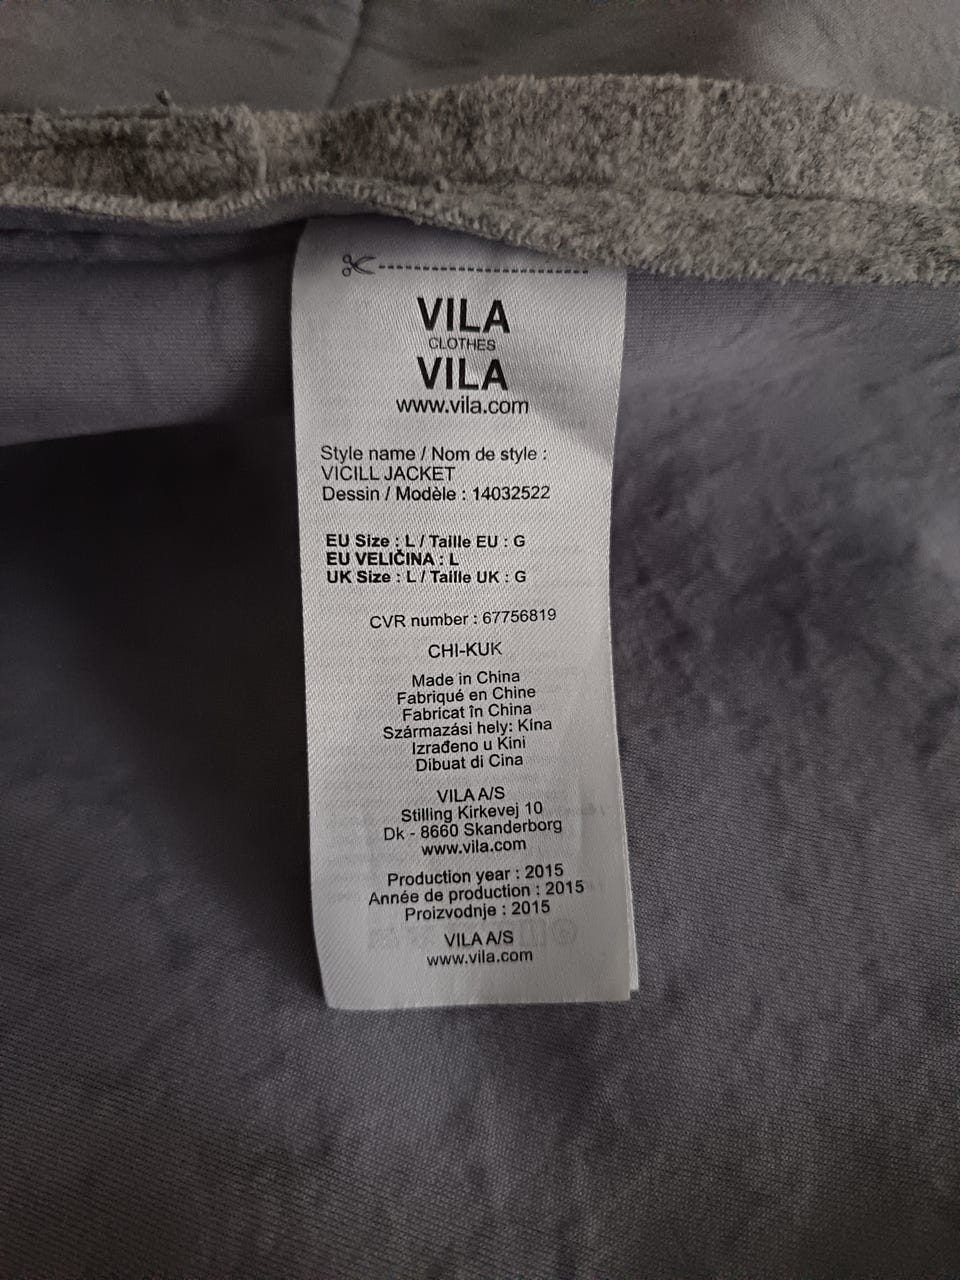 VILA
CLOTHES
VILA
www.vila.com
Style name / Nom de style :
VICILL JACKET
Dessin / Modèle : 14032522
EU Size : L / Taille EU : G
EU VELIČINA : L
UK Size : L / Taille UK : G
CVR number : 67756819
CHI-KUK
Made in China
Fabriqué en Chine
Fabricat în China
Származási hely: Kína
Izrađeno u Kini
Dibuat di Cina
VILA A/S
Stilling Kirkevej 10
Dk - 8660 Skanderborg
www.vila.com
Production year : 2015
Année de production : 2015
Proizvodnje : 2015
VILA A/S
www.vila.com